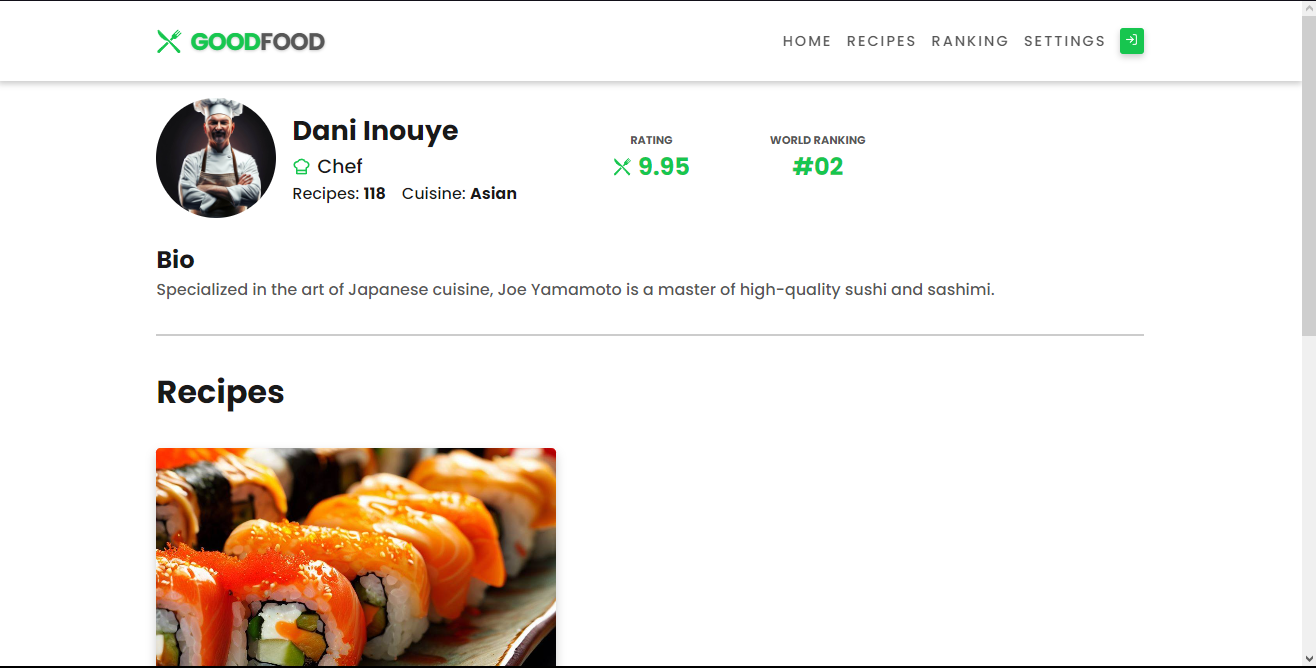 GOODFOOD HOME RECIPES RANKING SETTINGS
Dani Inouye
Chef
Recipes: 118 Cuisine: Asian
RATING
9.95
WORLD RANKING
#02
Bio
Specialized in the art of Japanese cuisine, Joe Yamamoto is a master of high-quality sushi and sashimi.
Recipes